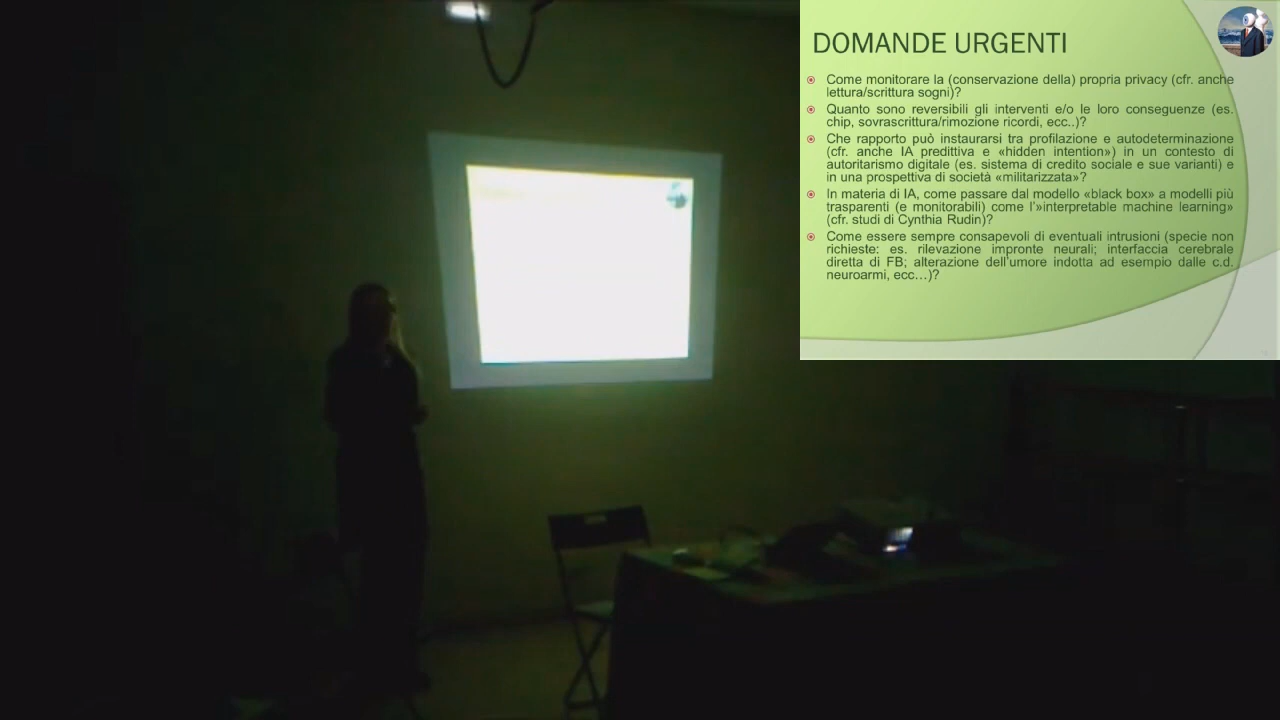 DOMANDE URGENTI
Come monitorare la (conservazione della) propria privacy (cfr. anche
lettura/scrittura sogni)?
Quanto sono reversibili gli interventi e/o le loro conseguenze (es.
chip, sovrascrittura/rimozione ricordi, ecc..)?
Che rapporto può instaurarsi tra profilazione e autodeterminazione
(cfr. anche IA predittiva e «hidden intention») in un contesto di
autoritarismo digitale (es. sistema di credito sociale e sue varianti) e
in una prospettiva di società «militarizzata»?
In materia di IA, come passare dal modello «black box» a modelli più
trasparenti (e monitorabili) come l'»interpretable machine learning»
(cfr. studi di Cynthia Rudin)?
Come essere sempre consapevoli di eventuali intrusioni (specie non
richieste: es. rilevazione impronte neurali; interfaccia cerebrale
diretta di FB; alterazione dell'umore indotta ad esempio dalle c.d.
neuroarmi, ecc…)?